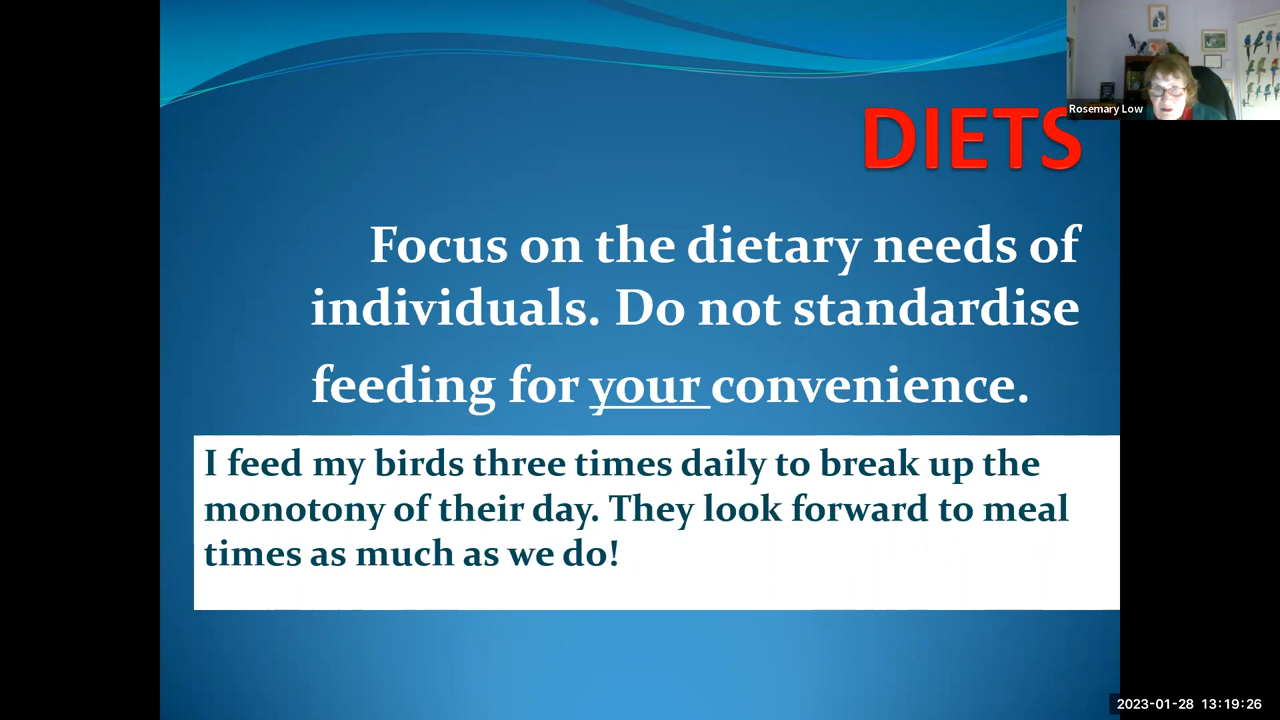 Rosemary Low
DIETS
Focus on the dietary needs of
individuals. Do not standardise
feeding for your convenience.
I feed my birds three times daily to break up the
monotony of their day. They look forward to meal
times as much as we do!
2023-01-28 13:19:26